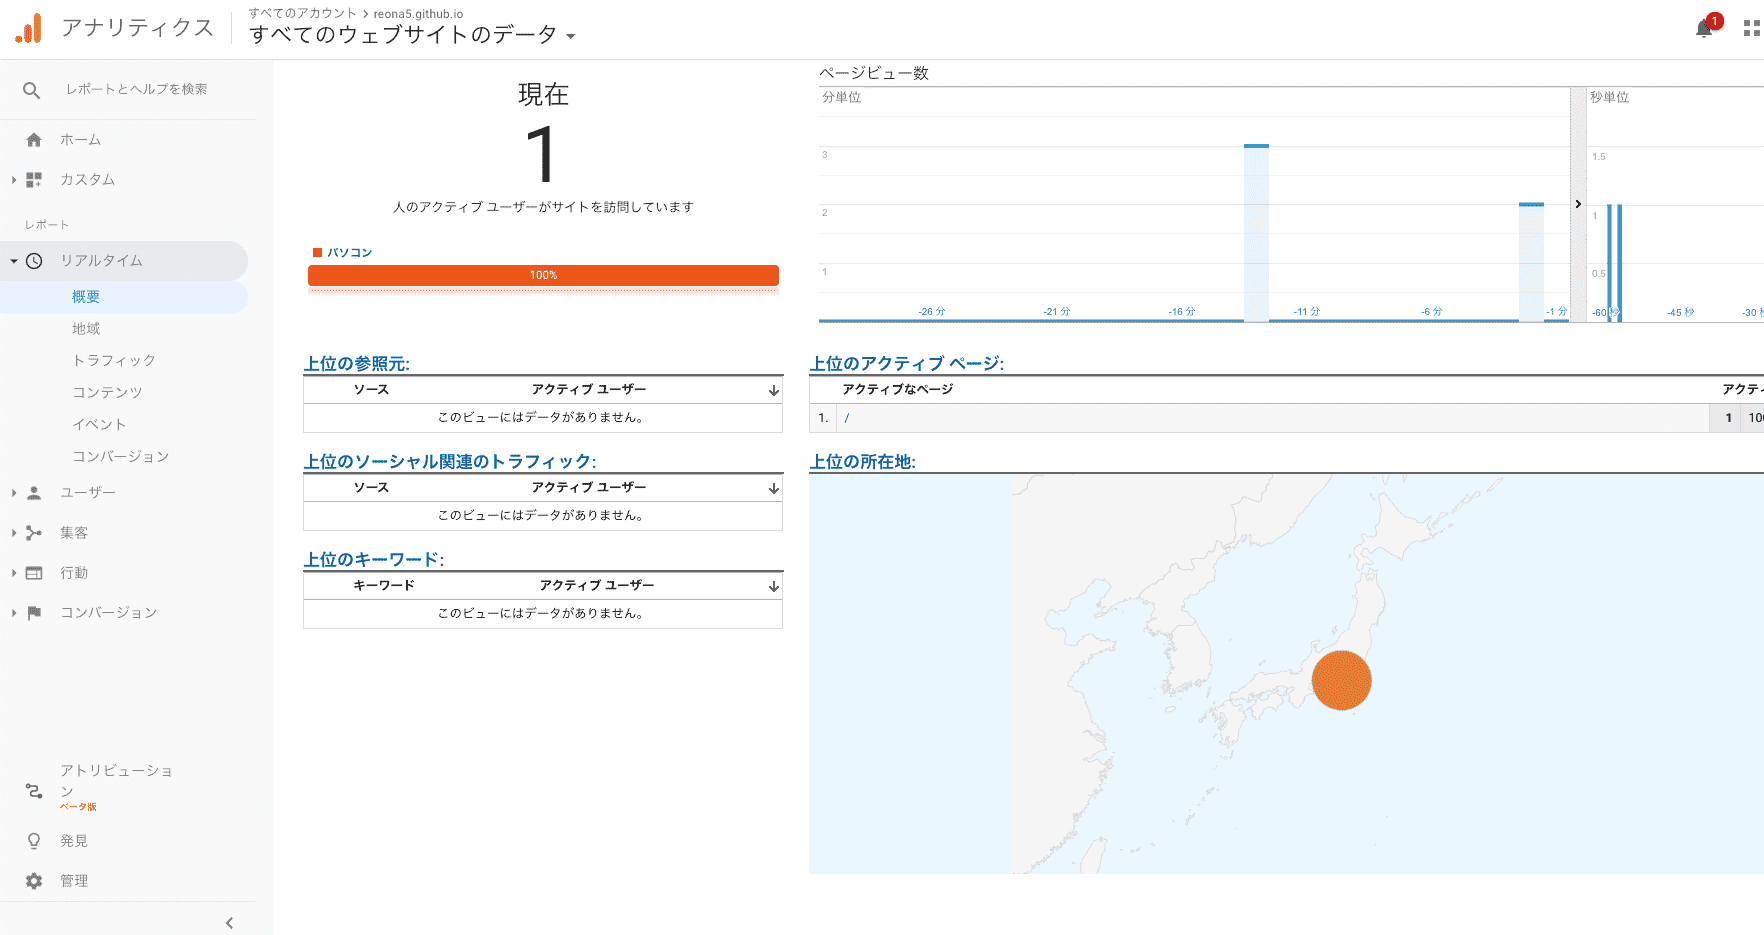 アナリティクス
すべてのアカウント > reona5.github.io
すべてのウェブサイトのデータ
1
レポートとヘルプを検索
ホーム
カスタム
レポート
リアルタイム
概要
地域
トラフィック
コンテンツ
イベント
コンバージョン
ユーザー
集客
行動
コンバージョン
アトリビューショ
ン
ベータ版
発見
管理
現在
1
人のアクティブ ユーザーがサイトを訪問しています
パソコン
100%
ページビュー数
分単位
3
2
1
-26 分
-21 分
-16 分
-11 分
-6 分
-1 分
秒単位
1.5
1
0.5
-60 秒
-45 秒
-30 秒
上位の参照元:
ソース アクティブ ユーザー
このビューにはデータがありません。
上位のソーシャル関連のトラフィック:
ソース アクティブ ユーザー
このビューにはデータがありません。
上位のキーワード:
キーワード アクティブ ユーザー
このビューにはデータがありません。
上位のアクティブ ページ:
アクティブなページ アクティ
1. / 1 100
上位の所在地: